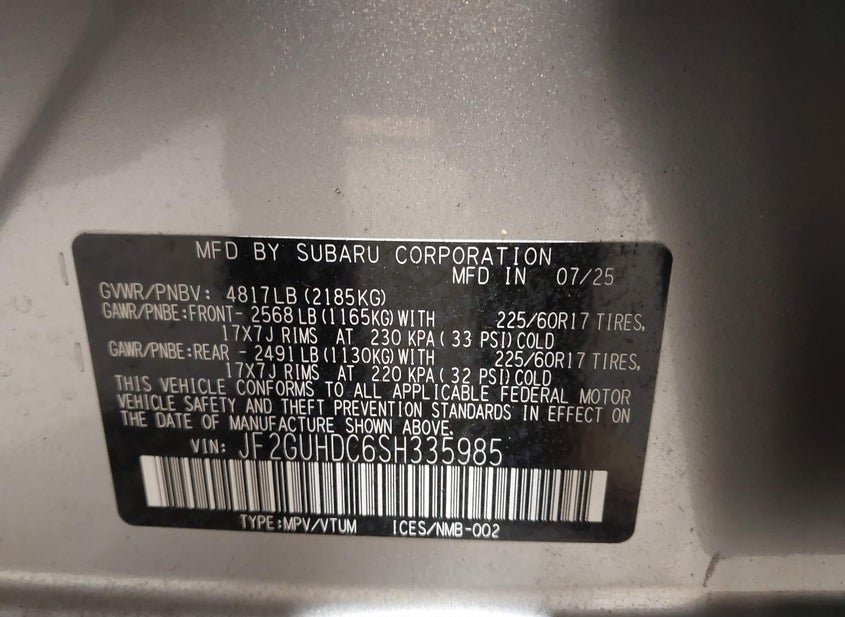 MFD BY SUBARU CORPORATION
MFD IN 07/25
GVWR/PNBV: 4817LB (2185KG)
GAWR/PNBE:FRONT- 2568 LB (1165KG) WITH 225/60R17 TIRES,
17X7J RIMS AT 230 KPA ( 33 PSI) COLD
GAWR/PNBE:REAR - 2491 LB (1130KG) WITH 225/60R17 TIRES,
17X7J RIMS AT 220 KPA ( 32 PSI) COLD
THIS VEHICLE CONFORMS TO ALL APPLICABLE FEDERAL MOTOR
VEHICLE SAFETY AND THEFT PREVENTION STANDARDS IN EFFECT ON
THE DATE OF MANUFACTURE SHOWN ABOVE.
VIN: JF2GUHDC6SH335985
TYPE:MPV/VTUM ICES/NMB-002